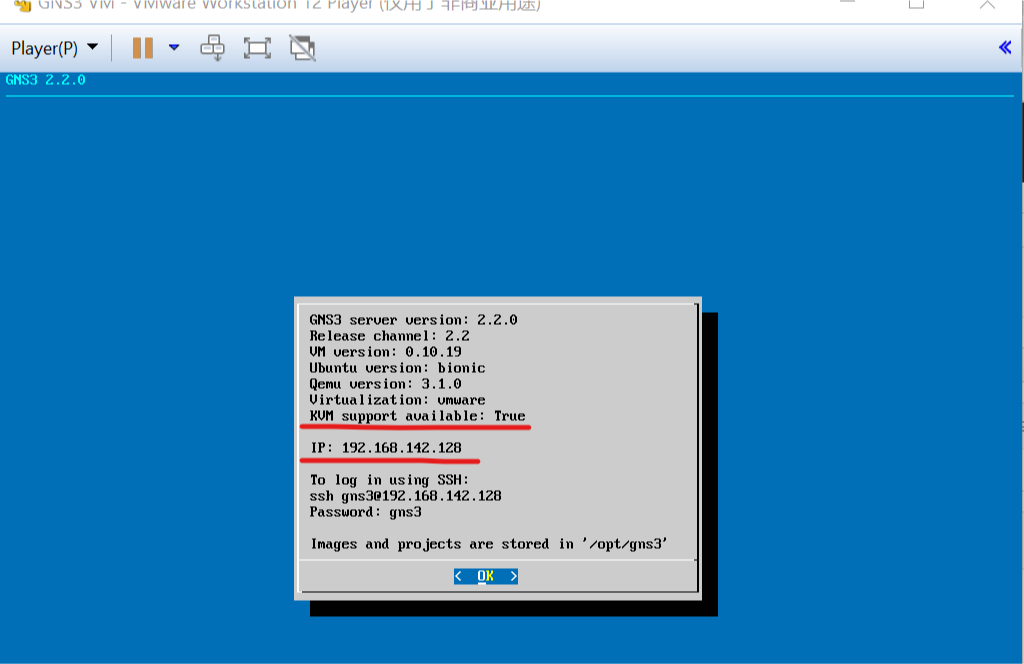 GNS3 VM - VMware Workstation 12 Player (仅用于非商业用途)
Player(P)
GNS3 2.2.0
GNS3 server version: 2.2.0
Release channel: 2.2
VM version: 0.10.19
Ubuntu version: bionic
Qemu version: 3.1.0
Virtualization: vmware
KVM support available: True
IP: 192.168.142.128
To log in using SSH:
ssh gns3@192.168.142.128
Password: gns3
Images and projects are stored in '/opt/gns3'
< OK >